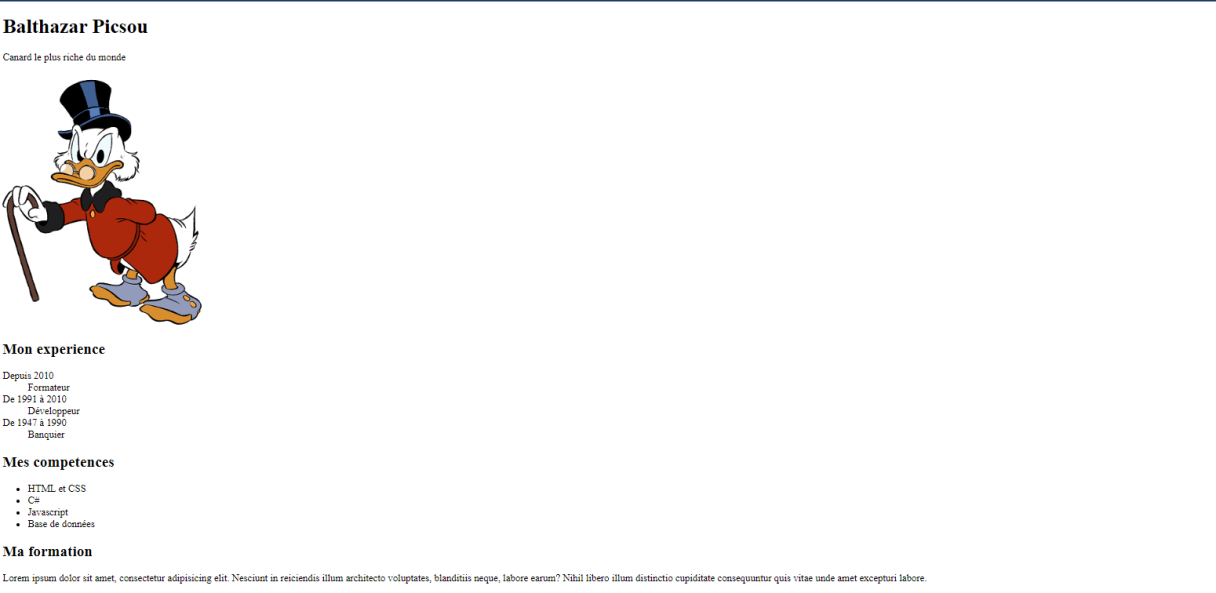 Balthazar Picsou
Canard le plus riche du monde
Mon experience
Depuis 2010
Formateur
De 1991 à 2010
Développeur
De 1947 à 1990
Banquier
Mes competences
HTML et CSS
C#
Javascript
Base de données
Ma formation
Lorem ipsum dolor sit amet, consectetur adipisicing elit. Nesciunt in reiciendis illum architecto voluptates, blanditiis neque, labore earum? Nihil libero illum distinctio cupiditate consequuntur quis vitae unde amet excepturi labore.